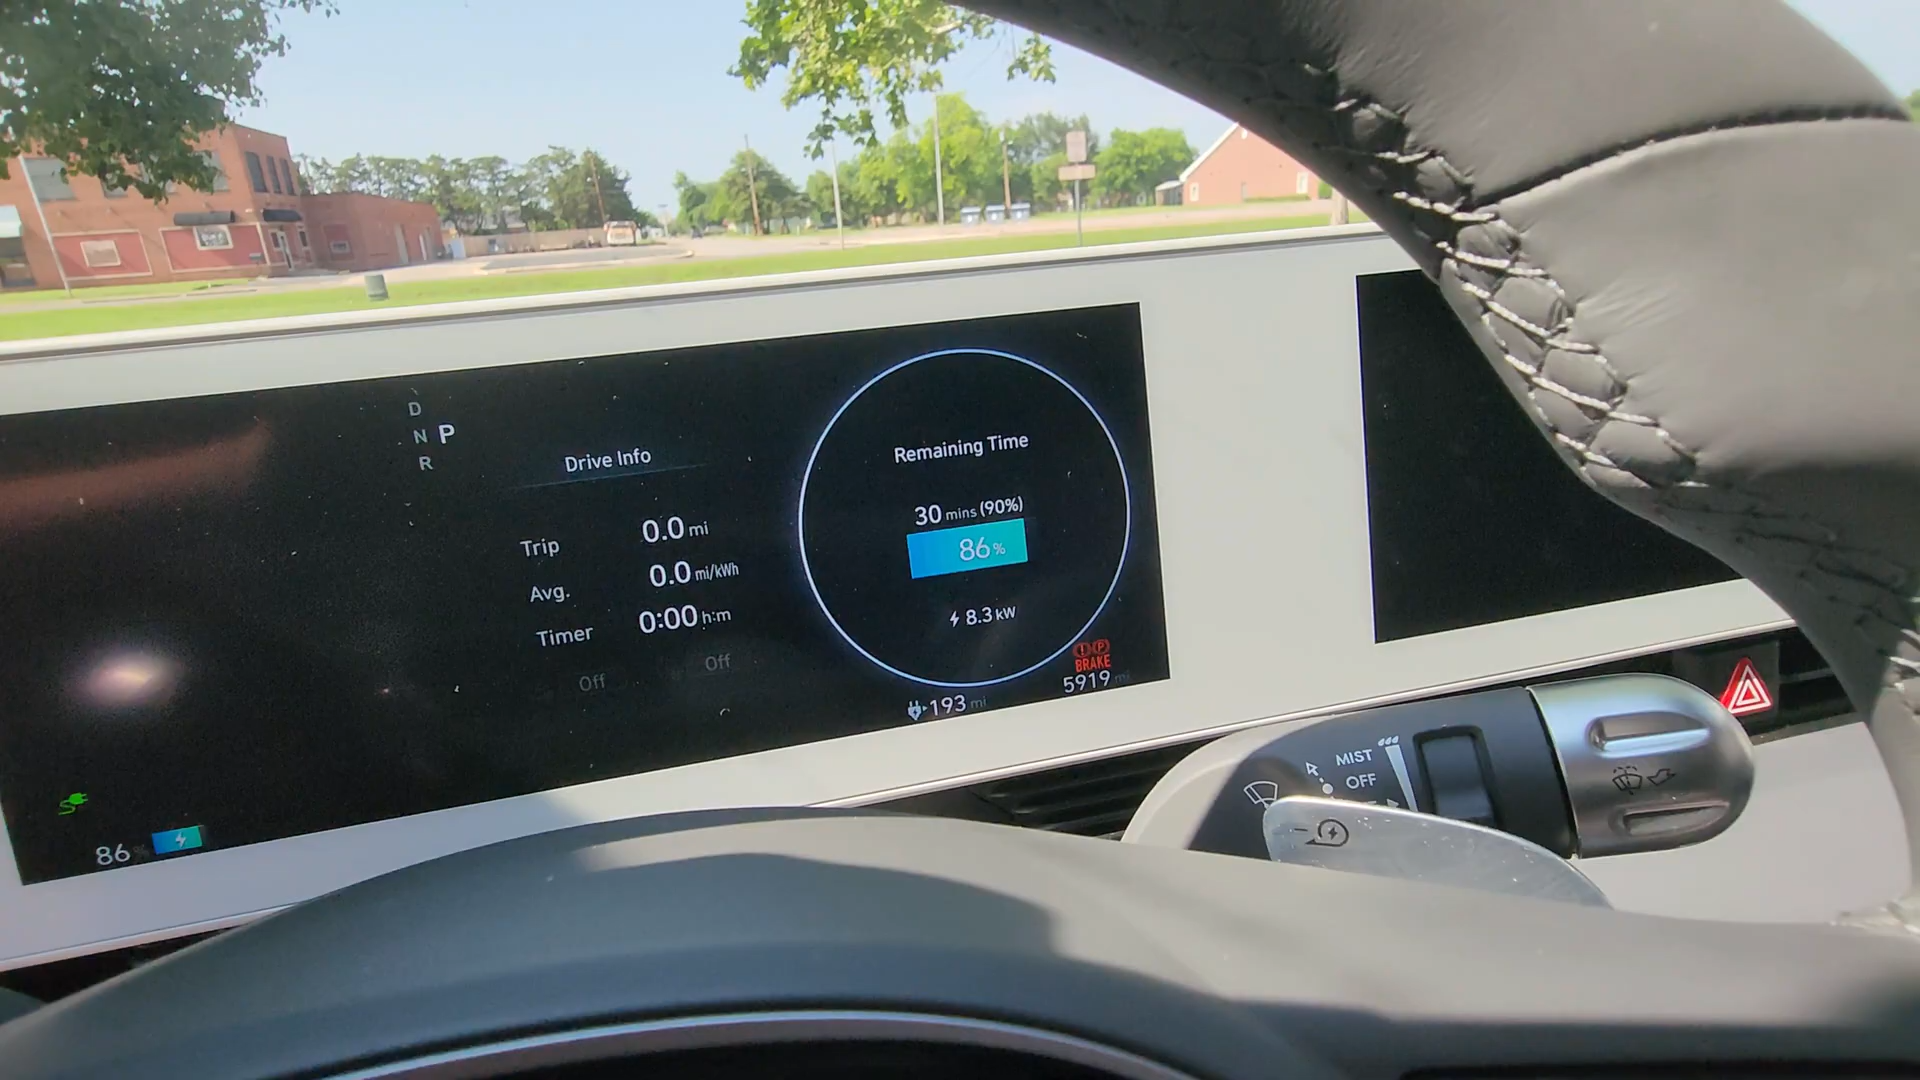 D
N P
R
Drive Info
Trip 0.0 mi
Avg. 0.0 mi/kWh
Timer 0:00 h:m
Off Off
Remaining Time
30 mins (90%)
86%
8.3 kW
BRAKE
193 mi
5919 mi
86%
MIST
OFF